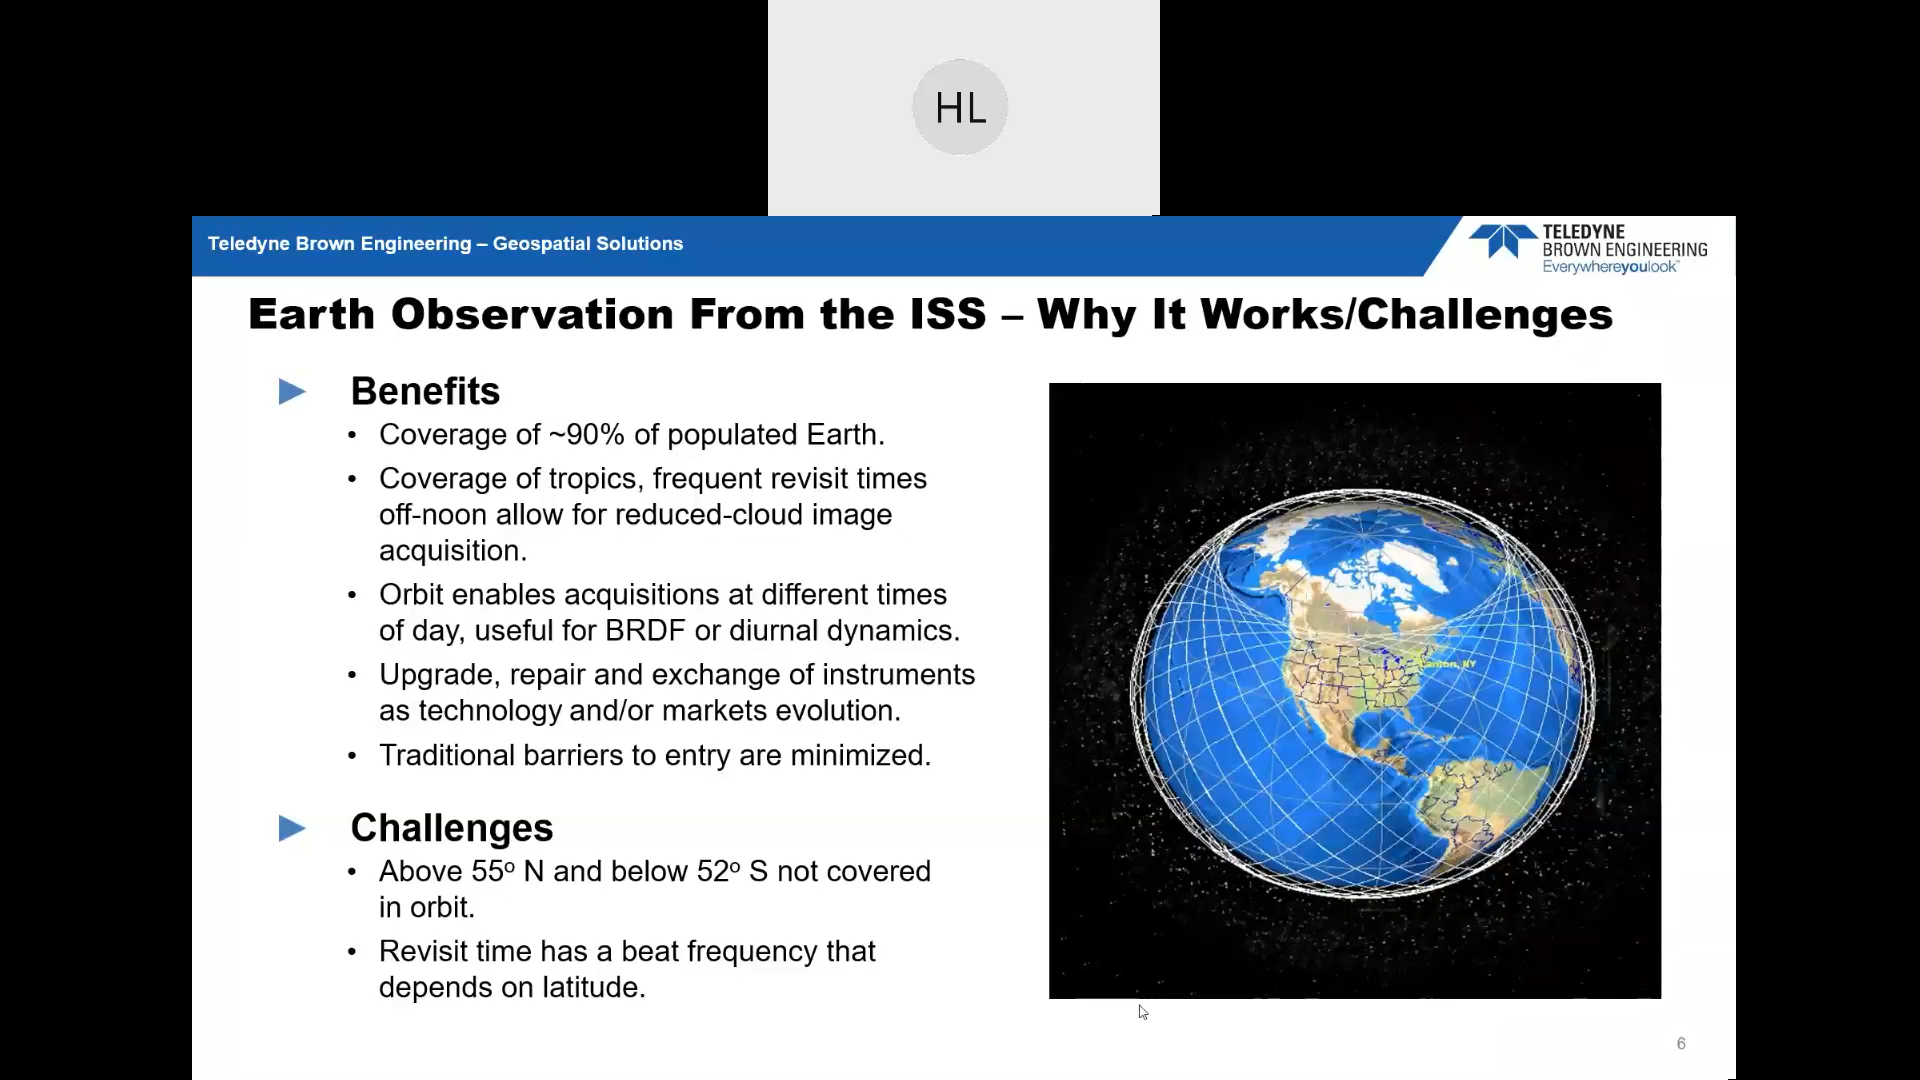 HL
Teledyne Brown Engineering – Geospatial Solutions
TELEDYNE
BROWN ENGINEERING
Everywhereyoulook™
Earth Observation From the ISS – Why It Works/Challenges
Benefits
• Coverage of ~90% of populated Earth.
• Coverage of tropics, frequent revisit times
off-noon allow for reduced-cloud image
acquisition.
• Orbit enables acquisitions at different times
of day, useful for BRDF or diurnal dynamics.
• Upgrade, repair and exchange of instruments
as technology and/or markets evolution.
• Traditional barriers to entry are minimized.
Challenges
• Above 55º N and below 52º S not covered
in orbit.
• Revisit time has a beat frequency that
depends on latitude.
NY
6